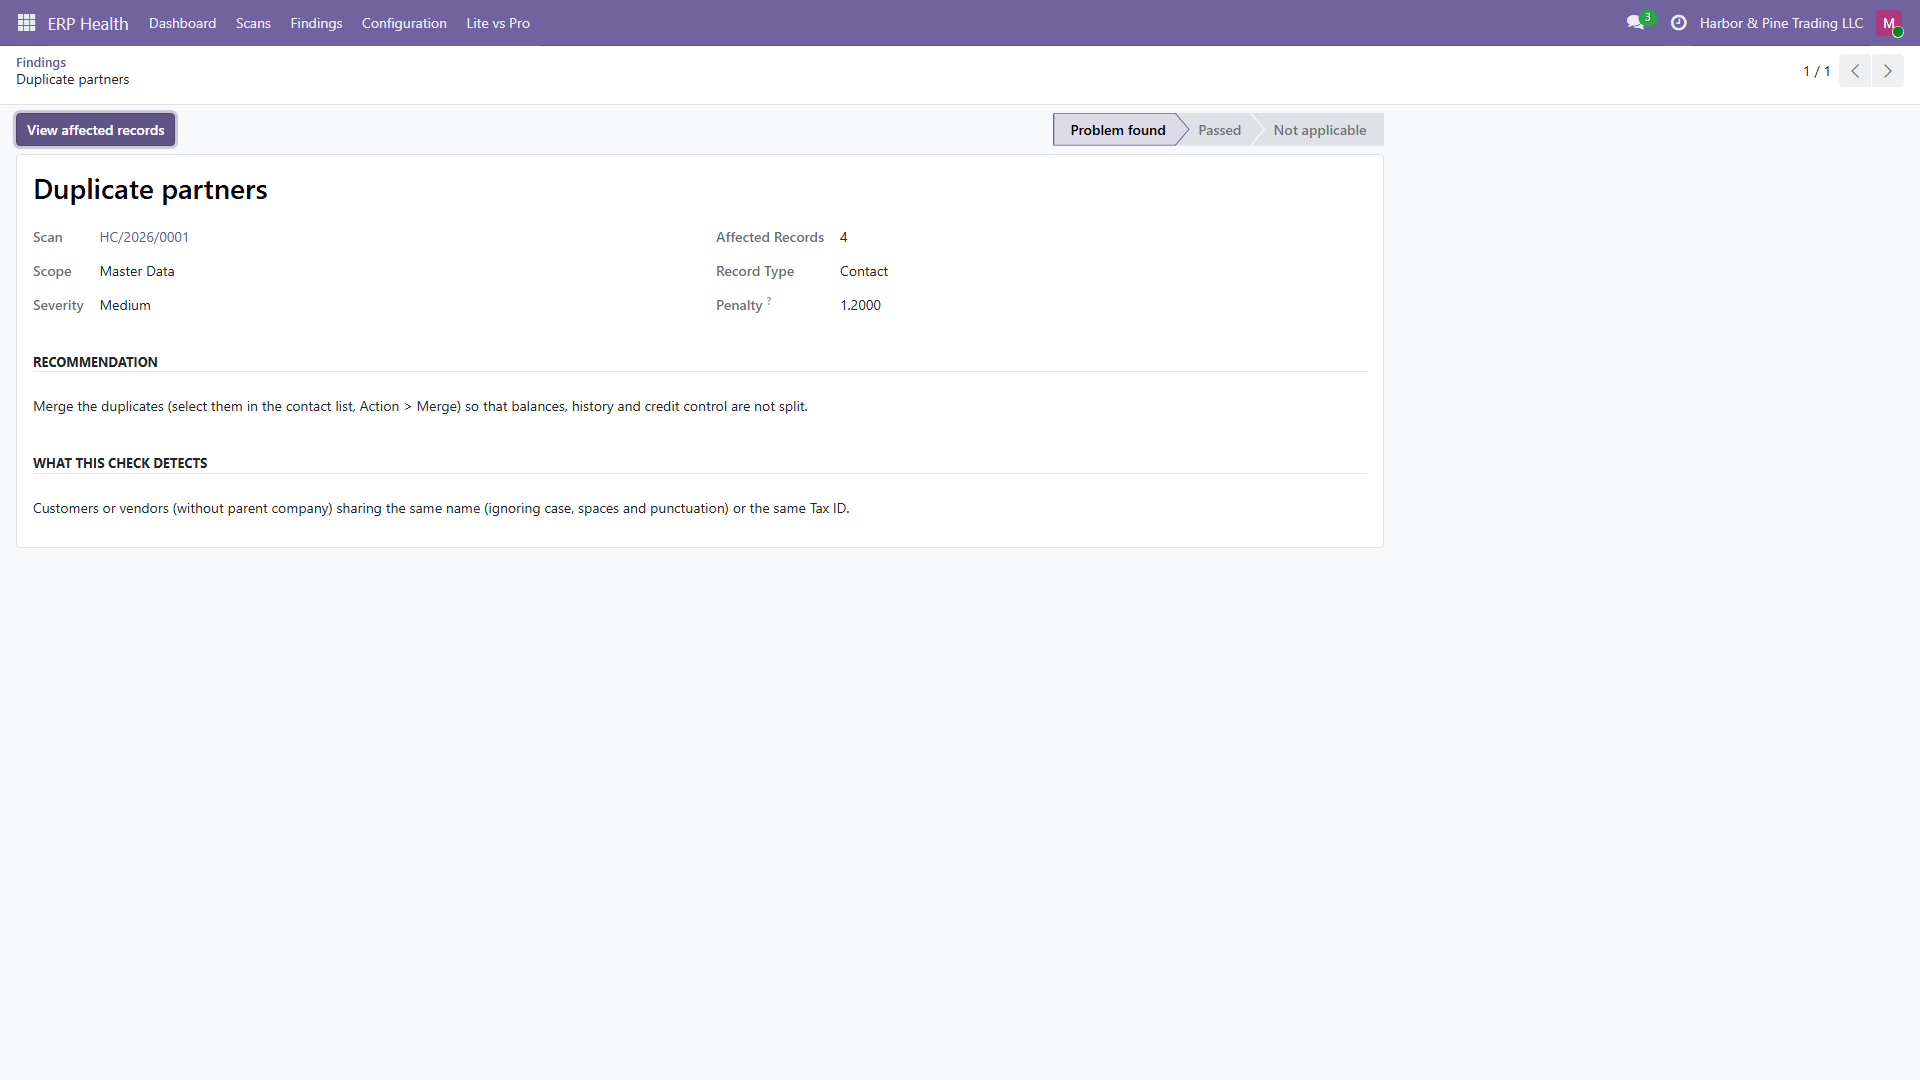 ERP Health Dashboard Scans Findings Configuration Lite vs Pro 3 Harbor & Pine Trading LLC M
Findings
Duplicate partners
1 / 1
View affected records
Problem found Passed Not applicable
Duplicate partners
Scan HC/2026/0001
Affected Records 4
Scope Master Data
Record Type Contact
Severity Medium
Penalty ? 1.2000
RECOMMENDATION
Merge the duplicates (select them in the contact list, Action > Merge) so that balances, history and credit control are not split.
WHAT THIS CHECK DETECTS
Customers or vendors (without parent company) sharing the same name (ignoring case, spaces and punctuation) or the same Tax ID.